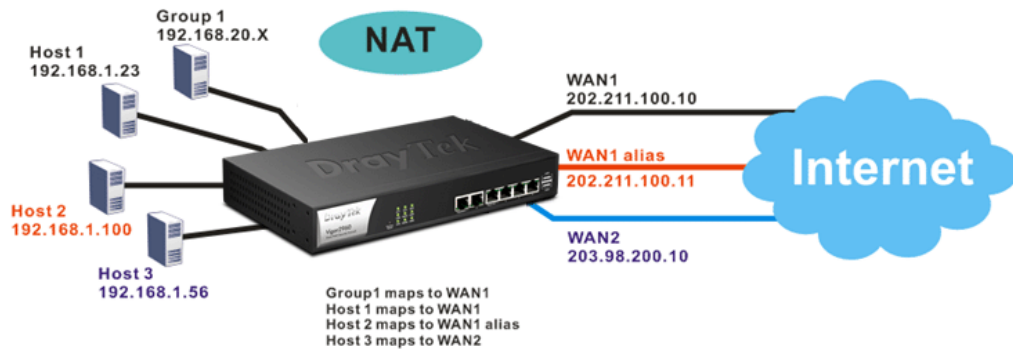 Group 1
192.168.20.X
NAT
Host 1
192.168.1.23
WAN1
202.211.100.10
DrayTek
WAN1 alias
202.211.100.11
Internet
Host 2
192.168.1.100
DrayTek
Vigor2960
WAN2
203.98.200.10
Host 3
192.168.1.56
Group1 maps to WAN1
Host 1 maps to WAN1
Host 2 maps to WAN1 alias
Host 3 maps to WAN2